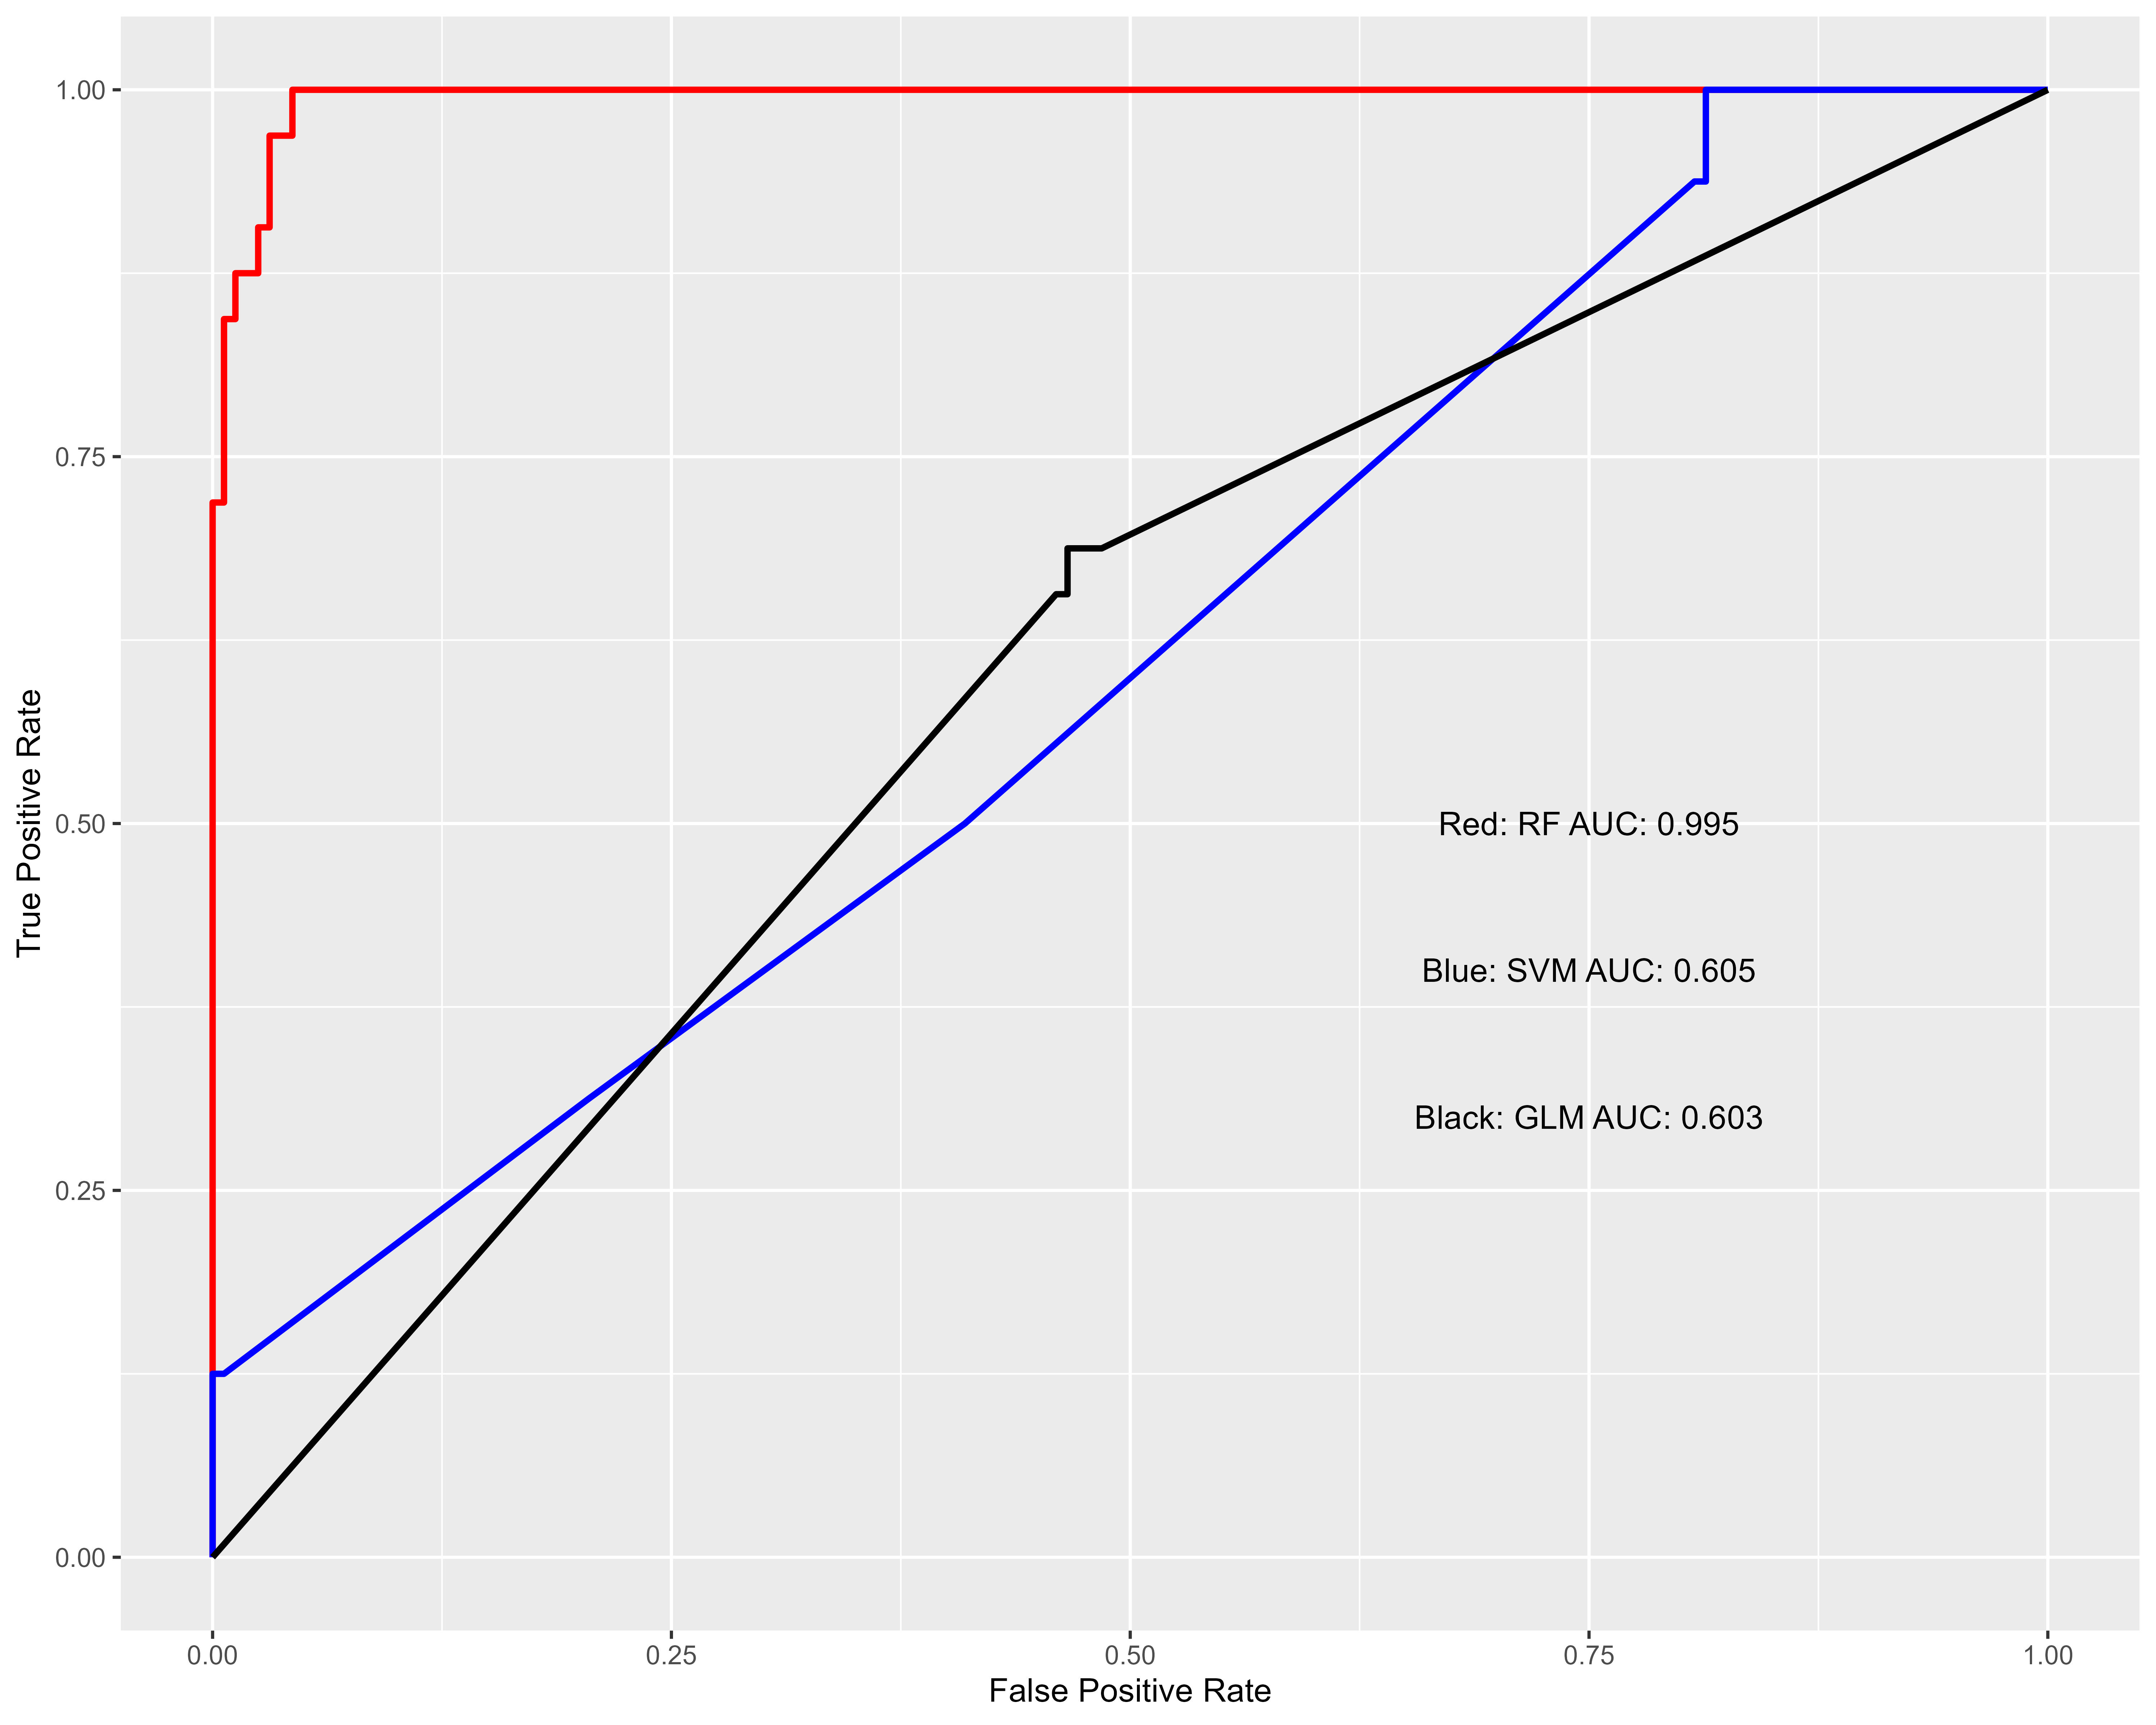 1.00
0.75
0.50
0.25
0.00
True Positive Rate
Red: RF AUC: 0.995
Blue: SVM AUC: 0.605
Black: GLM AUC: 0.603
0.00 0.25 0.50 0.75 1.00
False Positive Rate